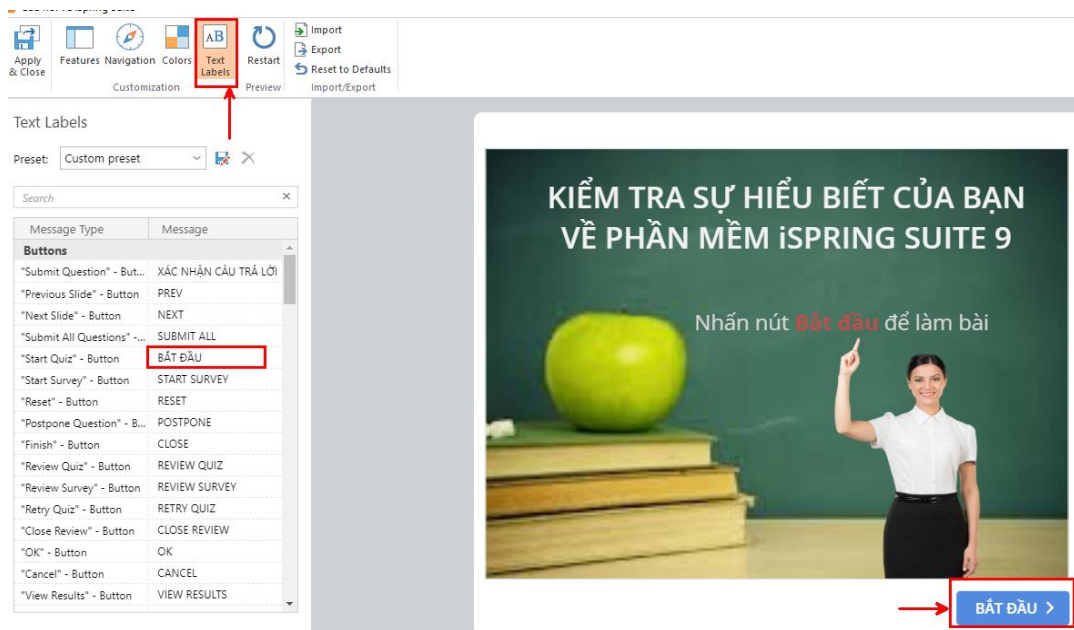 Apply
& Close
Features
Navigation
Colors
Text
Labels
Restart
Import
Export
Reset to Defaults
Customization
Preview
Import/Export
Text Labels
Preset:
Custom preset
Search
Message Type Message
Buttons
"Submit Question" - But... XÁC NHẬN CÂU TRẢ LỜI
"Previous Slide" - Button PREV
"Next Slide" - Button NEXT
"Submit All Questions" -... SUBMIT ALL
"Start Quiz" - Button BẮT ĐẦU
"Start Survey" - Button START SURVEY
"Reset" - Button RESET
"Postpone Question" - B... POSTPONE
"Finish" - Button CLOSE
"Review Quiz" - Button REVIEW QUIZ
"Review Survey" - Button REVIEW SURVEY
"Retry Quiz" - Button RETRY QUIZ
"Close Review" - Button CLOSE REVIEW
"OK" - Button OK
"Cancel" - Button CANCEL
"View Results" - Button VIEW RESULTS
KIỂM TRA SỰ HIỂU BIẾT CỦA BẠN
VỀ PHẦN MỀM iSPRING SUITE 9
Nhấn nút Bắt đầu để làm bài
BẮT ĐẦU